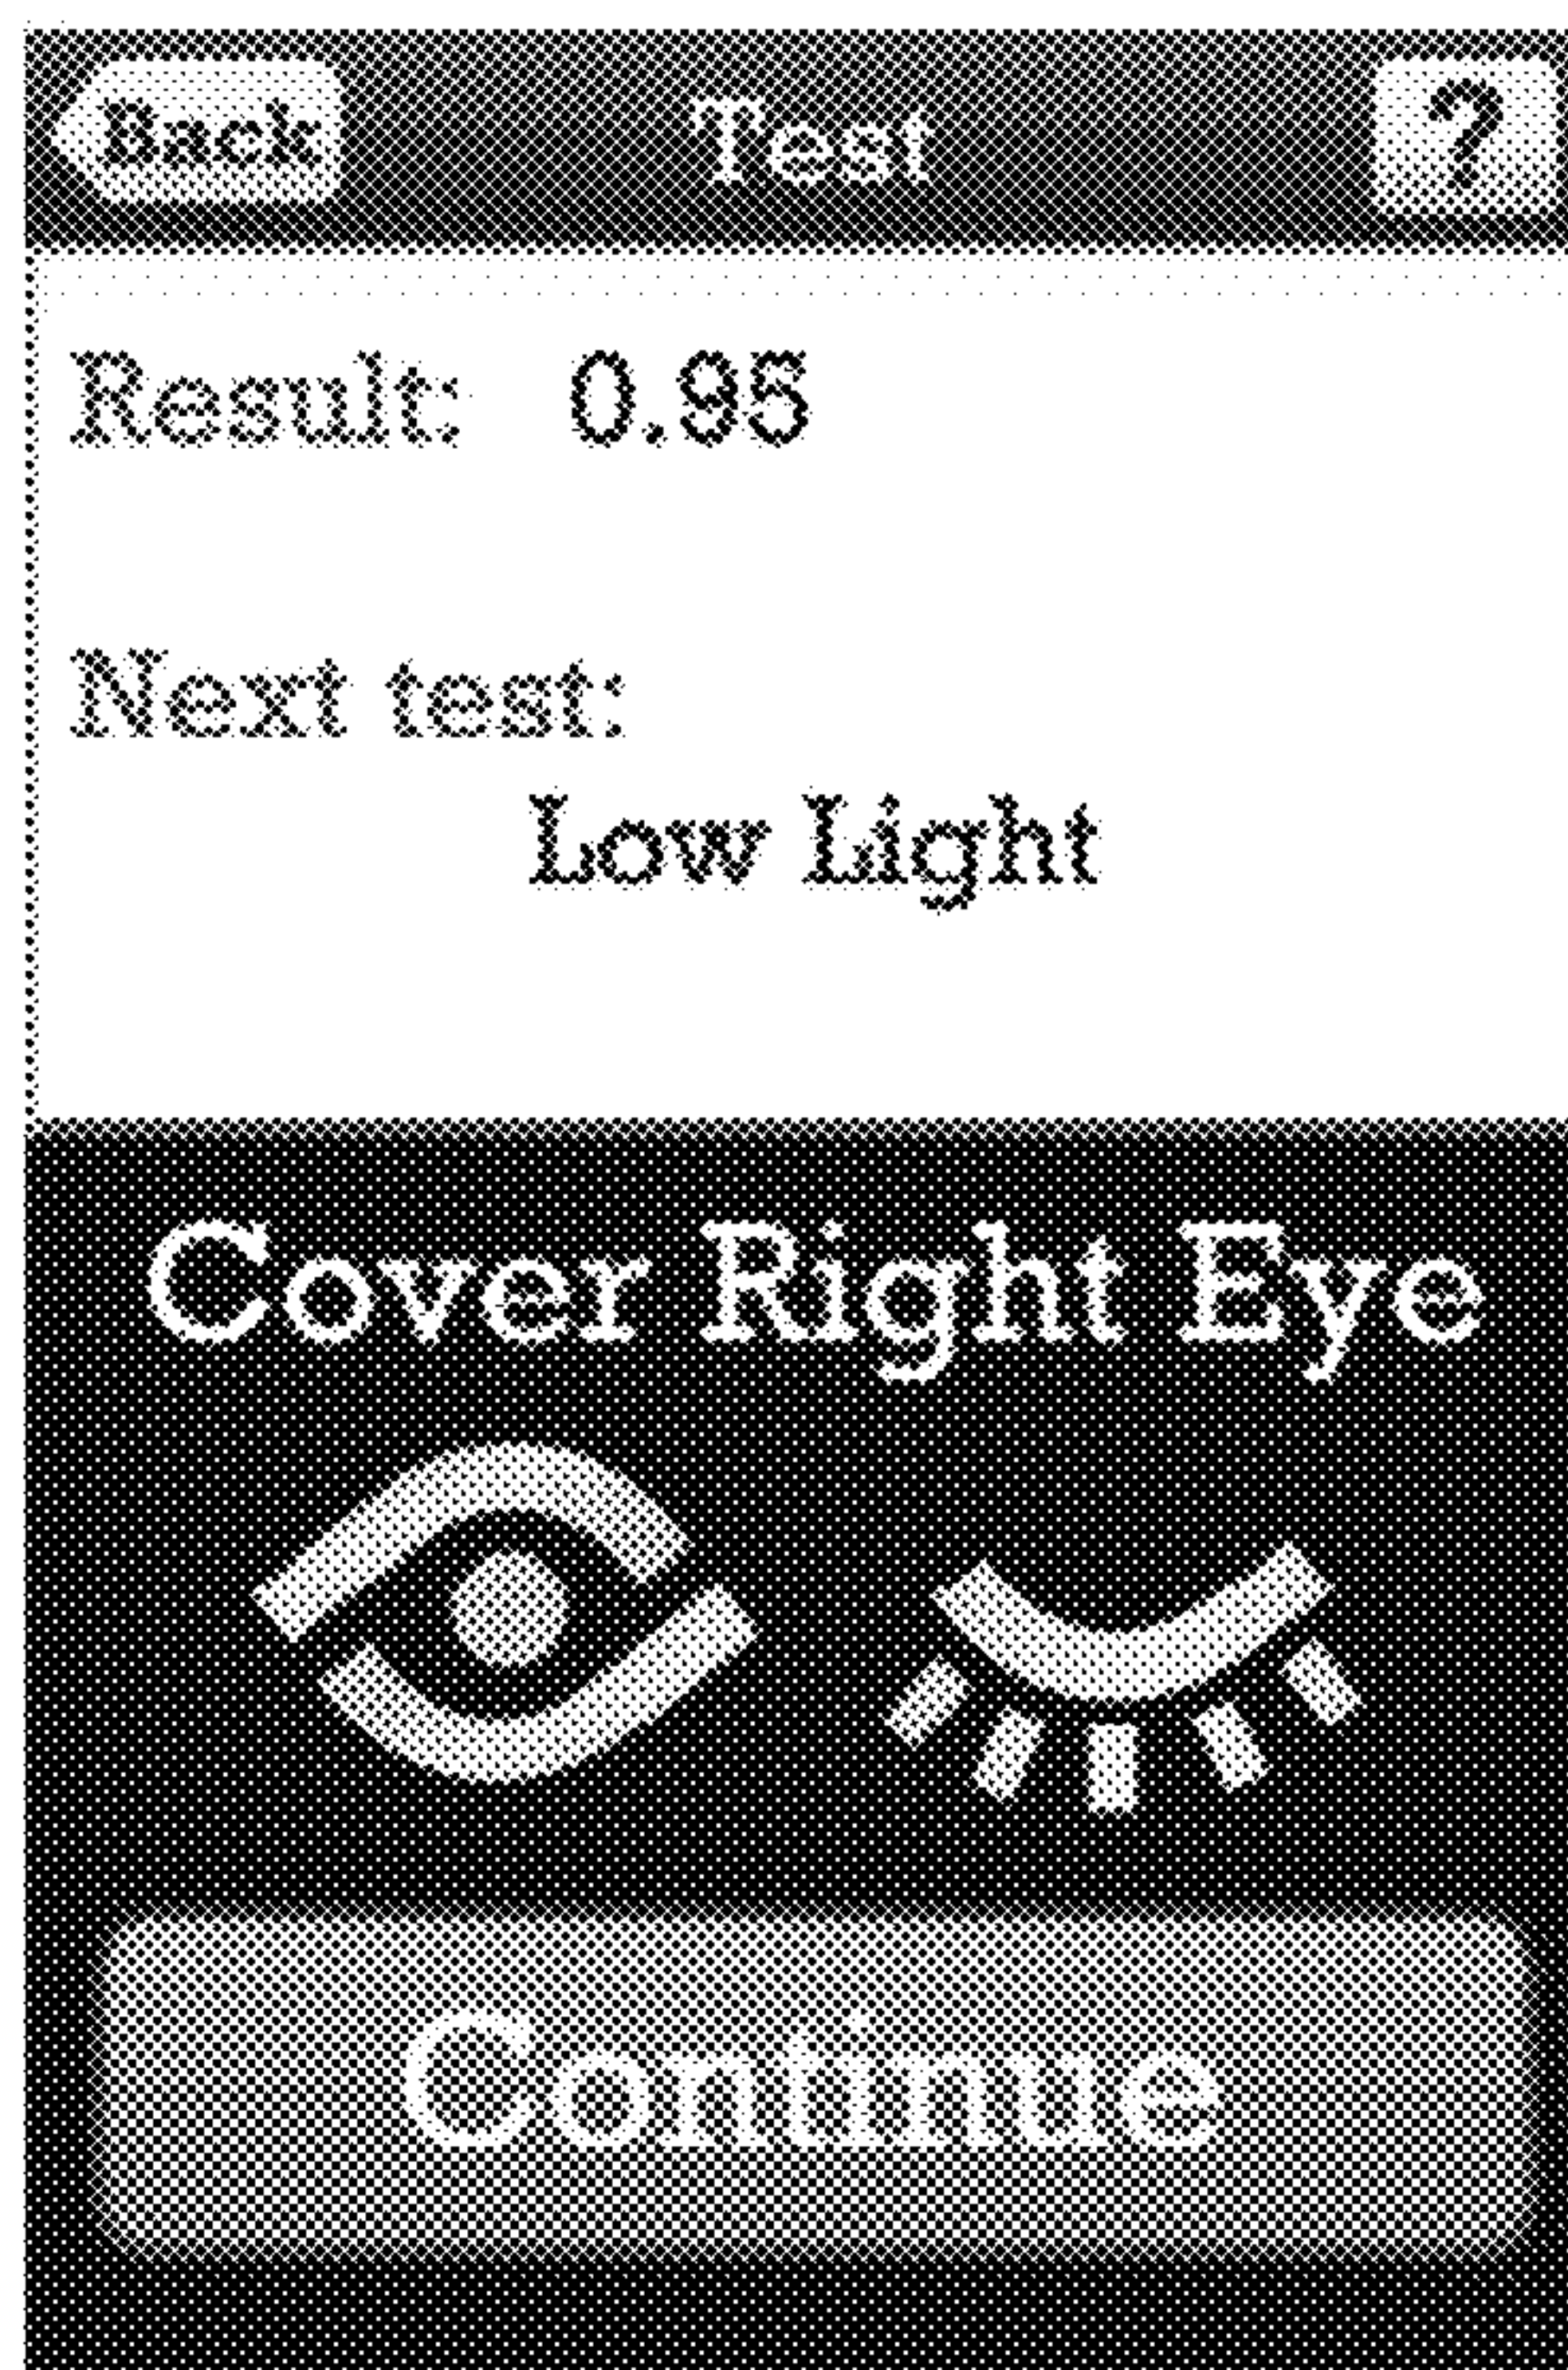 Back Test ?
Result: 0.95
Next test:
Low Light
Cover Right Eye
Continue